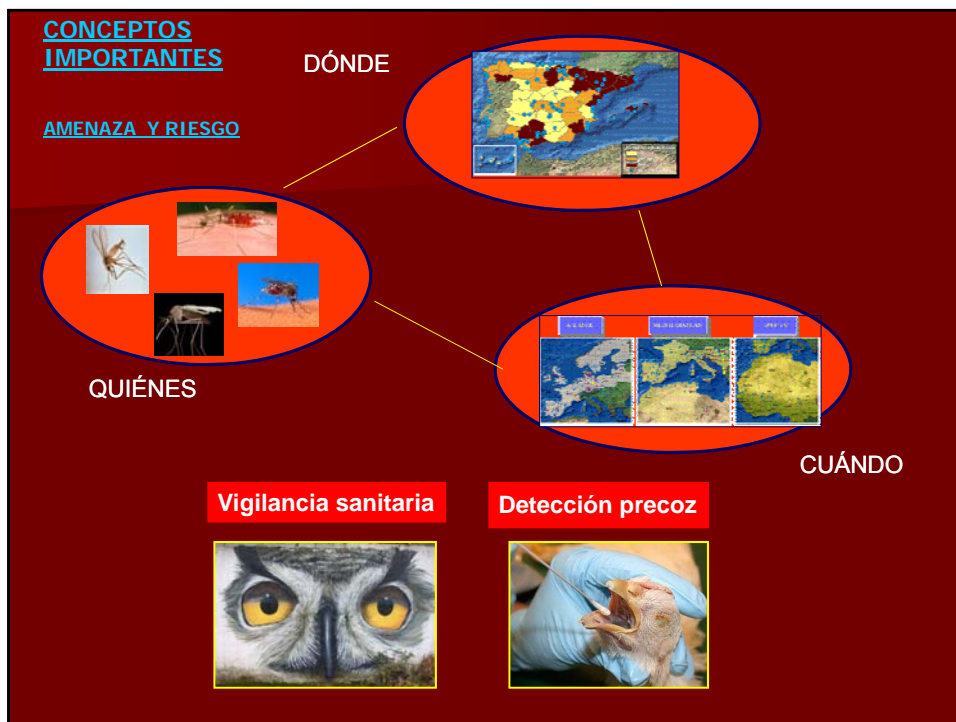 CONCEPTOS
IMPORTANTES
DÓNDE
AMENAZA Y RIESGO
QUIÉNES
CUÁNDO
Vigilancia sanitaria
Detección precoz